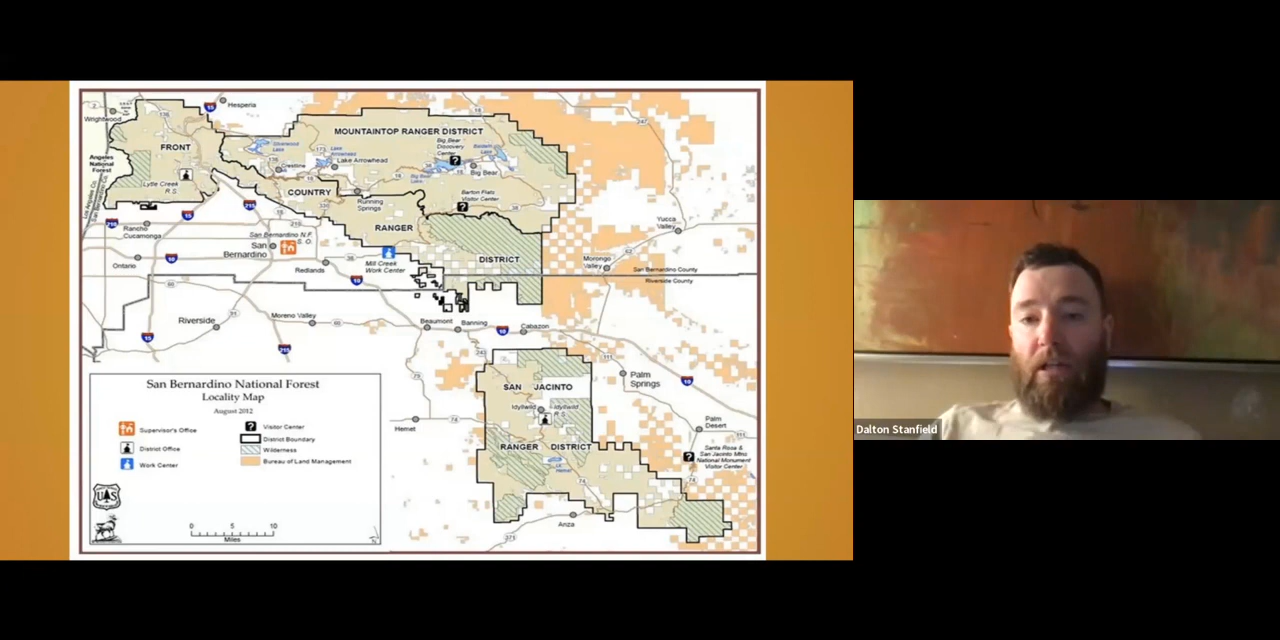 Hesperia
Wrightwood
MOUNTAINTOP RANGER DISTRICT
FRONT
Big Bear
Discovery
Center
Angeles
National
Forest
Lake
Arrowhead
Lake Arrowhead
Crestline
Big Bear
Lytle Creek
R.S.
COUNTRY
Running
Springs
Barton Flats
Visitor Center
RANGER
Rancho
Cucamonga
San Bernardino N.F.
S. O.
San
Bernardino
Yucca
Valley
DISTRICT
Ontario
Redlands
Mill Creek
Work Center
Morongo
Valley
San Bernardino County
Riverside County
Riverside
Moreno Valley
Beaumont
Banning
Cabazon
Palm
Springs
SAN JACINTO
Idyllwild
Idyllwild
R.S.
Hemet
RANGER DISTRICT
Palm
Desert
Santa Rosa &
San Jacinto Mtns
National Monument
Visitor Center
Anza
San Bernardino National Forest
Locality Map
August 2012
Supervisor's Office
District Office
Work Center
Visitor Center
District Boundary
Wilderness
Bureau of Land Management
0 5 10
Miles
Dalton Stanfield